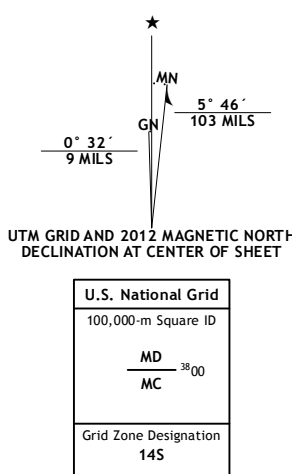 ★
.MN
GN
5° 46´
103 MILS
0° 32´
9 MILS
UTM GRID AND 2012 MAGNETIC NORTH
DECLINATION AT CENTER OF SHEET
U.S. National Grid
100,000-m Square ID
MD
³⁸00
MC
Grid Zone Designation
14S